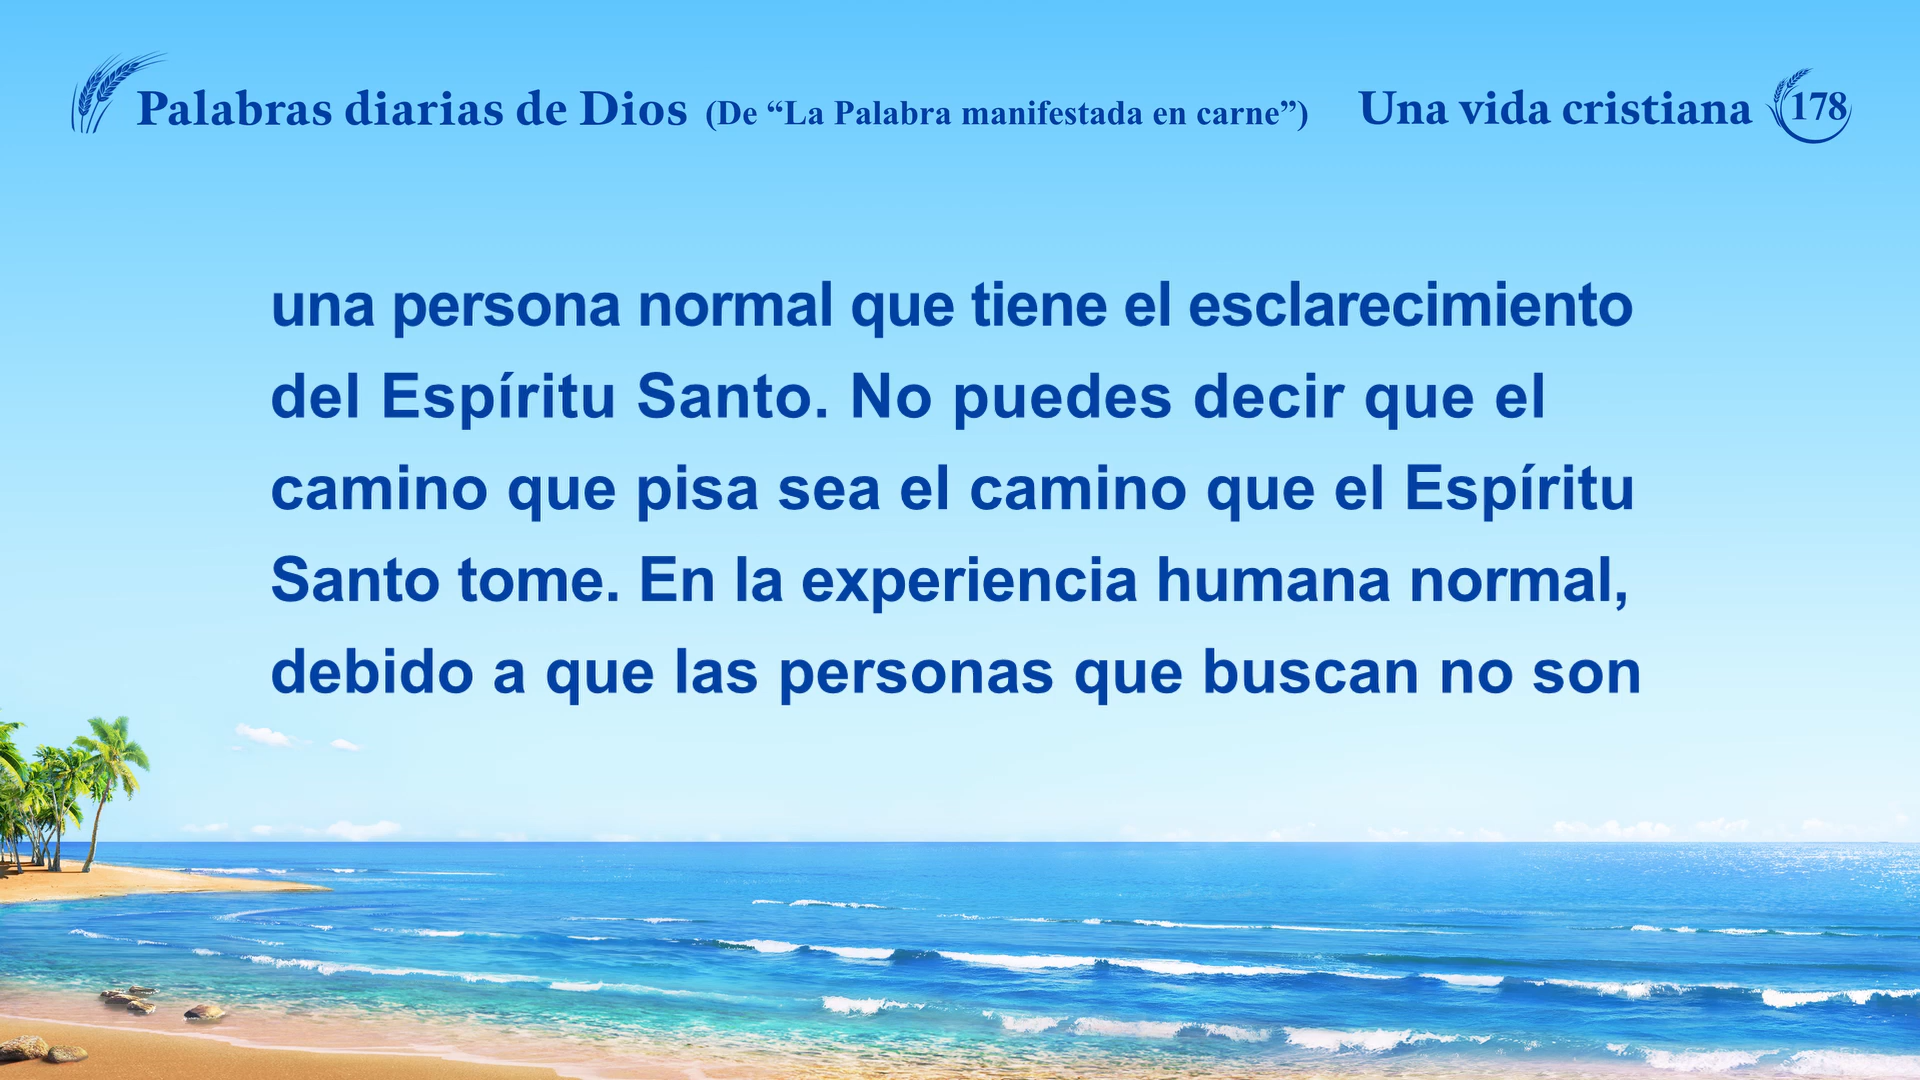 Palabras diarias de Dios (De “La Palabra manifestada en carne”) Una vida cristiana 178
una persona normal que tiene el esclarecimiento
del Espíritu Santo. No puedes decir que el
camino que pisa sea el camino que el Espíritu
Santo tome. En la experiencia humana normal,
debido a que las personas que buscan no son